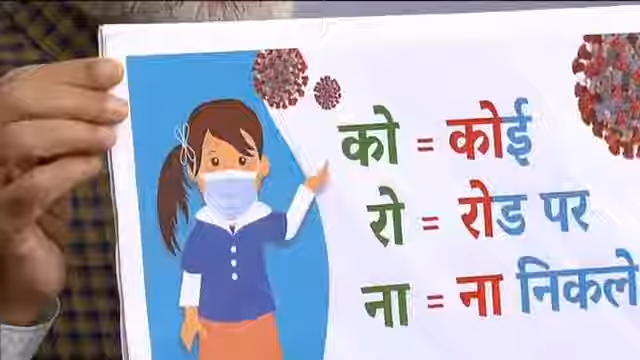 को = कोई
रो = रोड पर
ना = ना निकले